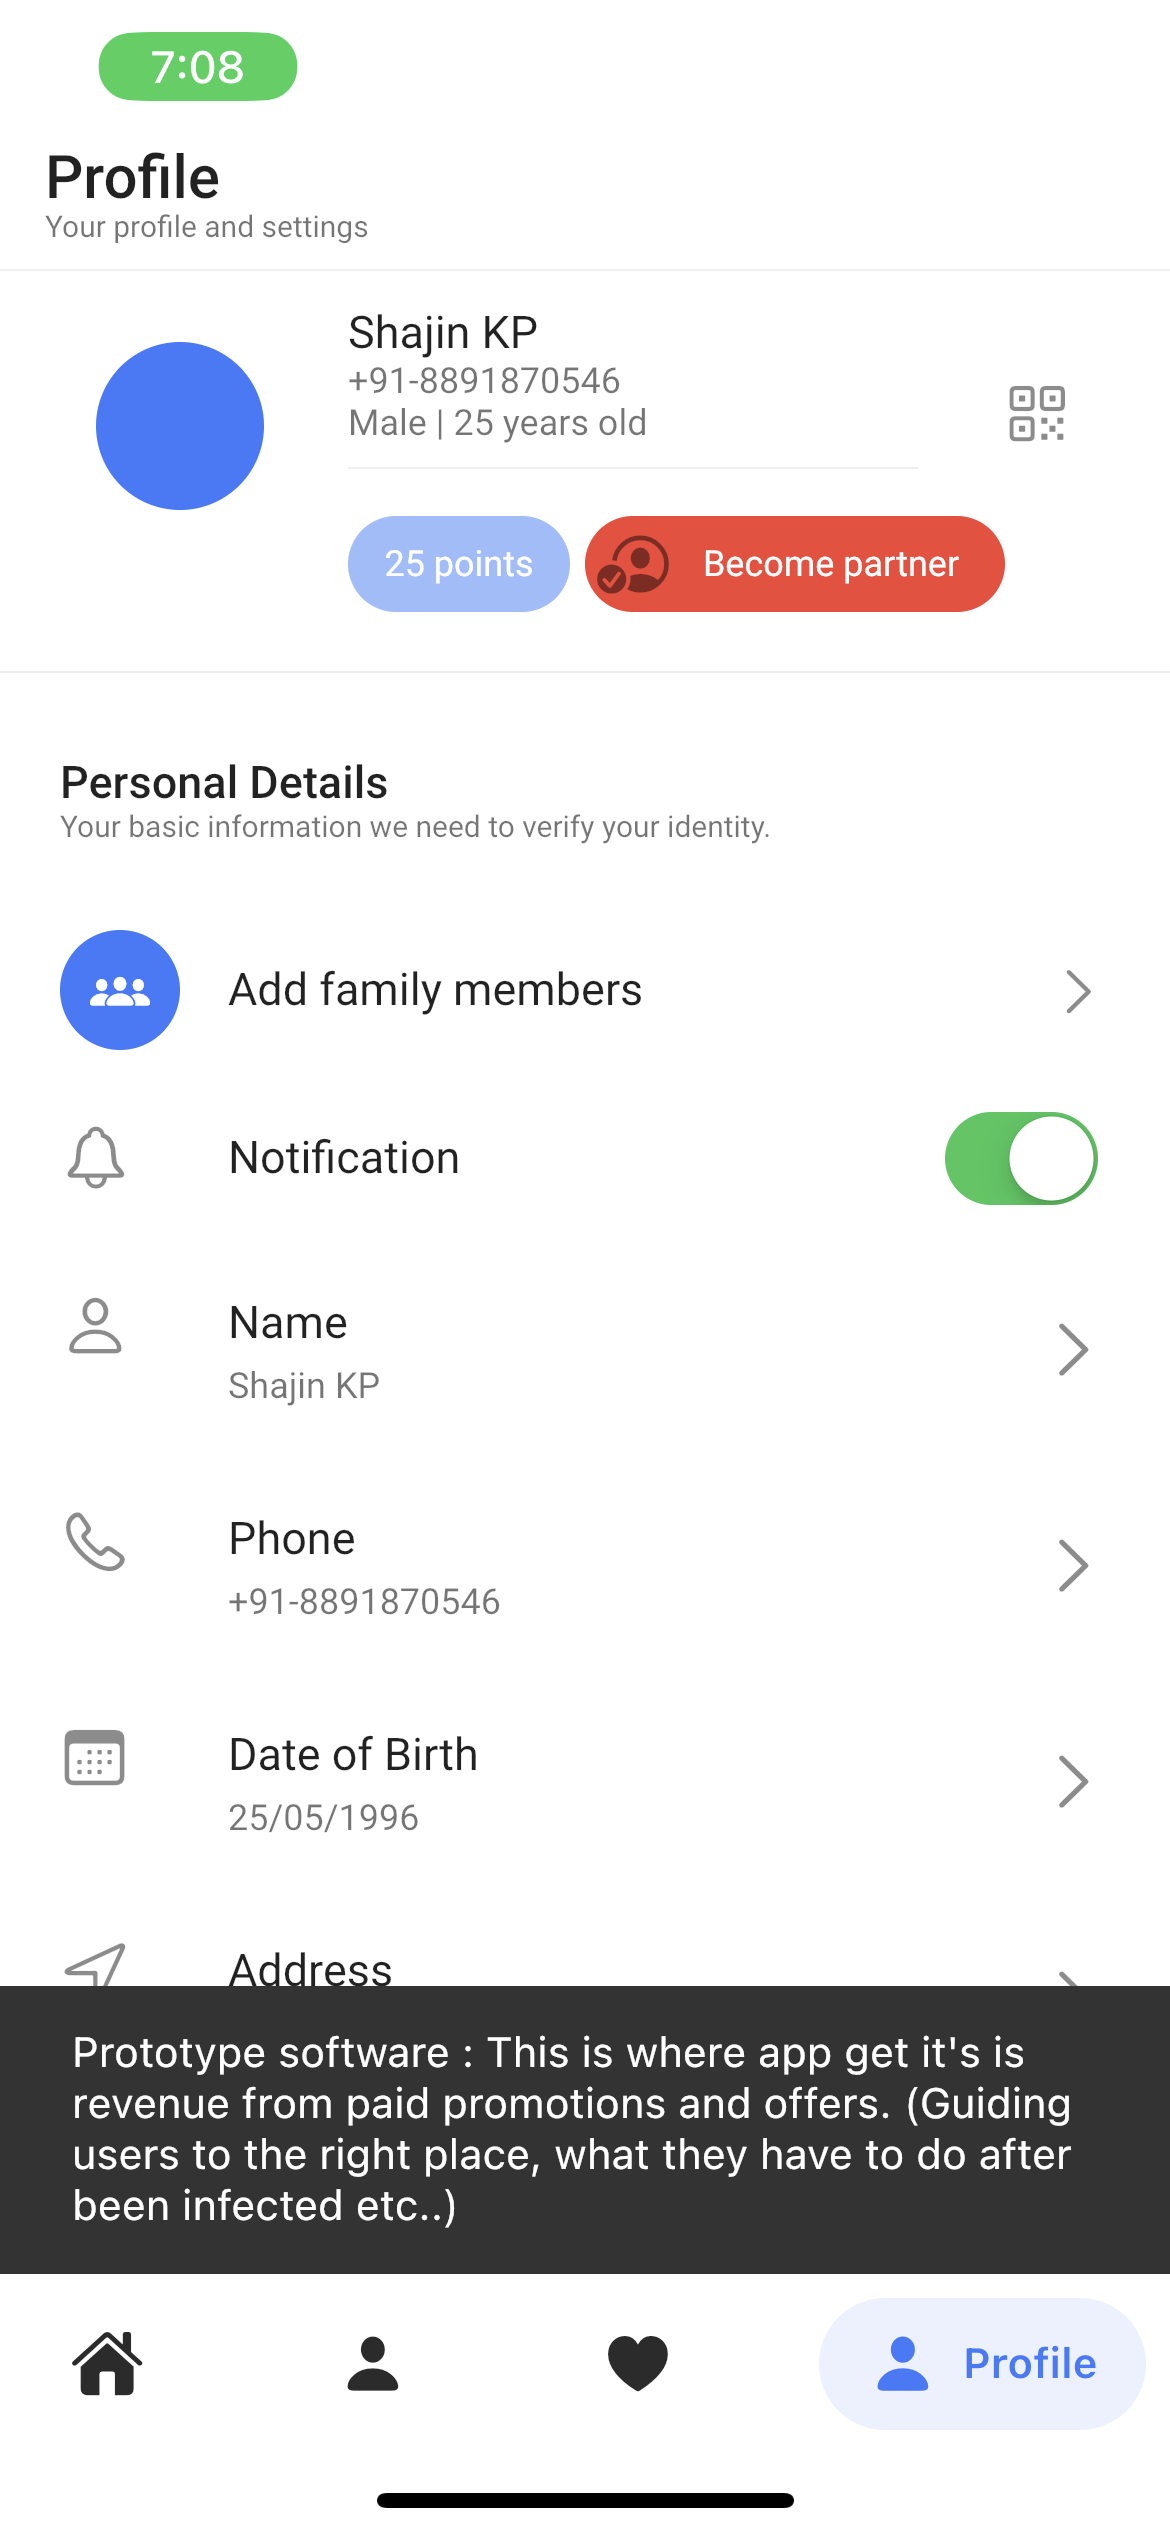 7:08
Profile
Your profile and settings
Shajin KP
+91-8891870546
Male | 25 years old
25 points
Become partner
Personal Details
Your basic information we need to verify your identity.
Add family members
Notification
Name
Shajin KP
Phone
+91-8891870546
Date of Birth
25/05/1996
Address
Prototype software : This is where app get it's is
revenue from paid promotions and offers. (Guiding
users to the right place, what they have to do after
been infected etc..)
Profile